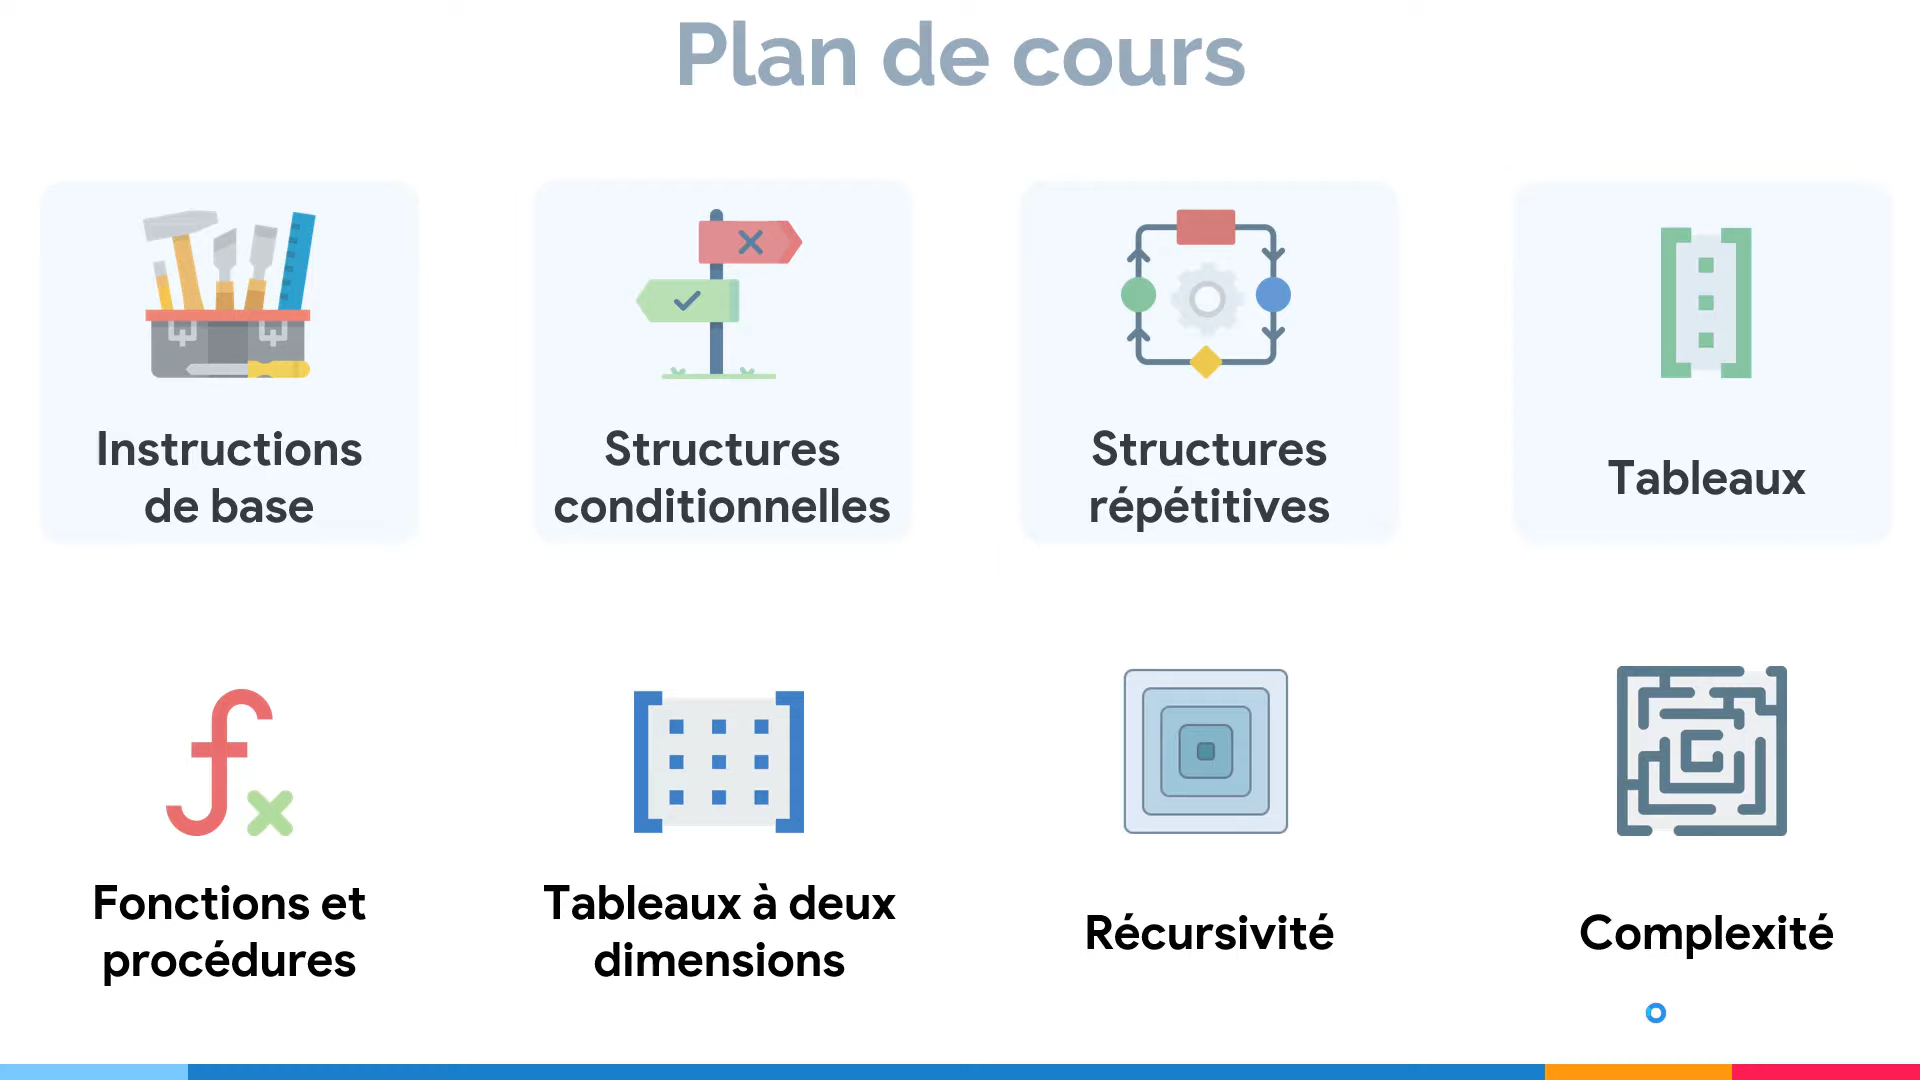 Plan de cours
Instructions
de base
Structures
conditionnelles
Structures
répétitives
Tableaux
Fonctions et
procédures
Tableaux à deux
dimensions
Récursivité
Complexité